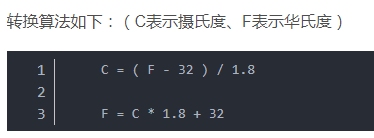 转换算法如下：（C表示摄氏度、F表示华氏度）
1 C = ( F - 32 ) / 1.8
2
3 F = C * 1.8 + 32